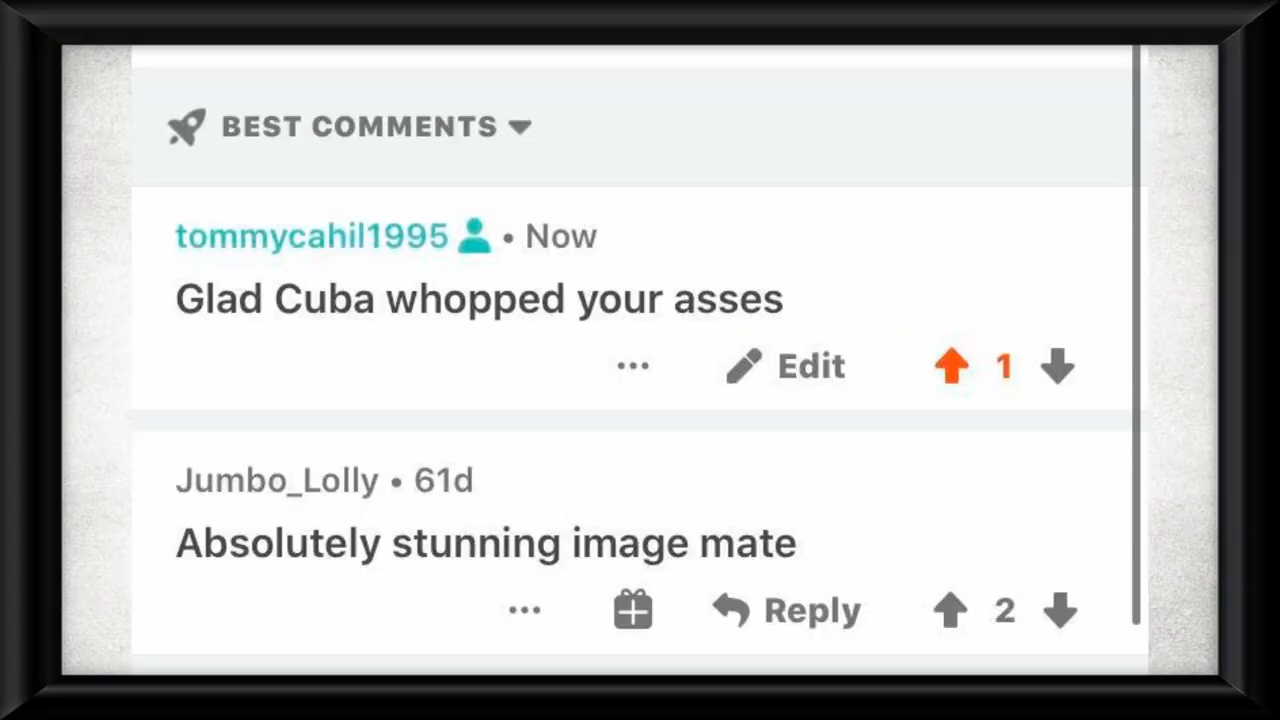 BEST COMMENTS
tommycahil1995 • Now
Glad Cuba whopped your asses
... Edit 1
Jumbo_Lolly • 61d
Absolutely stunning image mate
... Reply 2